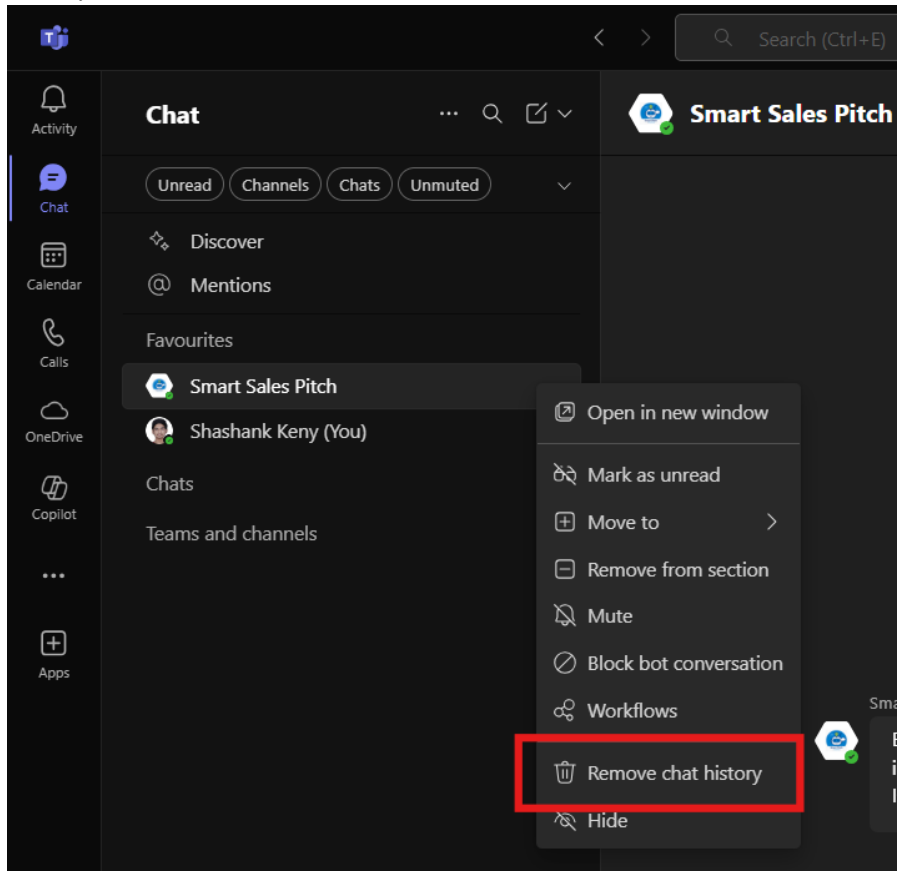 Search (Ctrl+E)
Activity
Chat
Calendar
Calls
OneDrive
Copilot
Apps
Chat
Unread Channels Chats Unmuted
Discover
Mentions
Favourites
Smart Sales Pitch
Shashank Keny (You)
Chats
Teams and channels
Open in new window
Mark as unread
Move to
Remove from section
Mute
Block bot conversation
Workflows
Remove chat history
Hide
Smart Sales Pitch